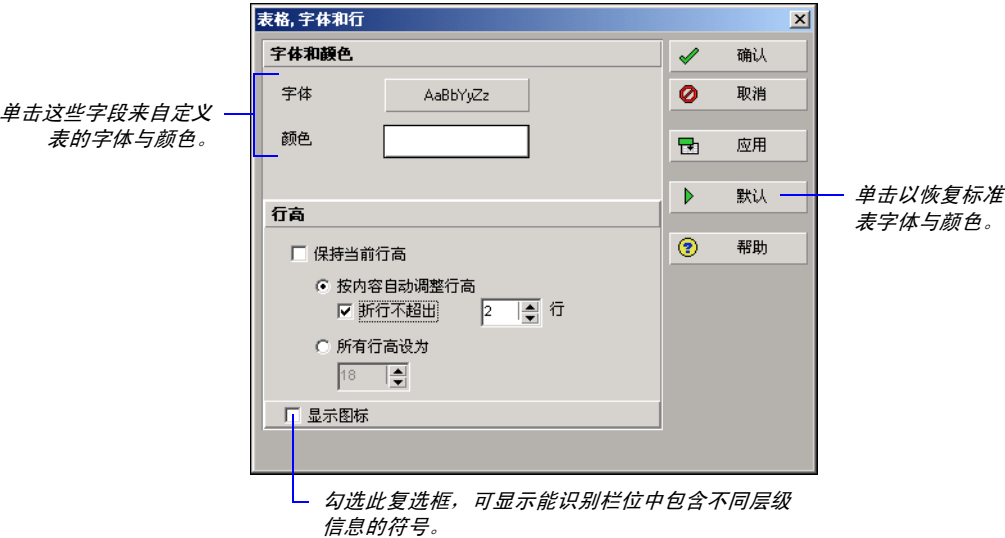 表格,字体和行
字体和颜色
字体
AaBbYyZz
颜色
行高
保持当前行高
按内容自动调整行高
折行不超出
2
行
所有行高设为
18
显示图标
确认
取消
应用
默认
帮助
单击这些字段来自定义
表的字体与颜色。
单击以恢复标准
表字体与颜色。
勾选此复选框，可显示能识别栏位中包含不同层级
信息的符号。